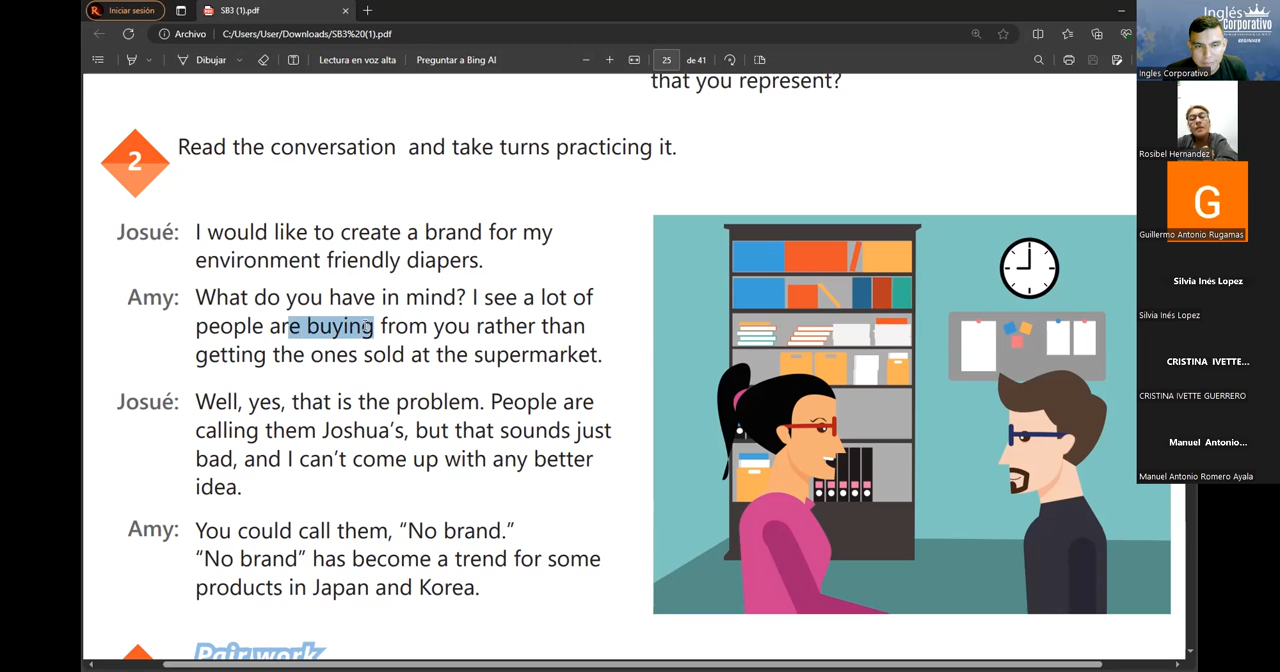 Iniciar sesión
SB3 (1).pdf
Archivo
C:/Users/User/Downloads/SB3%20(1).pdf
Dibujar
Lectura en voz alta
Preguntar a Bing AI
25
de 41
that you represent?
2
Read the conversation and take turns practicing it.
Josué: I would like to create a brand for my
environment friendly diapers.
Amy: What do you have in mind? I see a lot of
people are buying from you rather than
getting the ones sold at the supermarket.
Josué: Well, yes, that is the problem. People are
calling them Joshua's, but that sounds just
bad, and I can't come up with any better
idea.
Amy: You could call them, “No brand.”
“No brand” has become a trend for some
products in Japan and Korea.
Pair work
Inglés
Corporativo
BEGINNER
Ingles Corporativo
Rosibel Hernandez
G
Guillermo Antonio Rugamas
Silvia Inés Lopez
Silvia Inés Lopez
CRISTINA IVETTE...
CRISTINA IVETTE GUERRERO
Manuel Antonio...
Manuel Antonio Romero Ayala